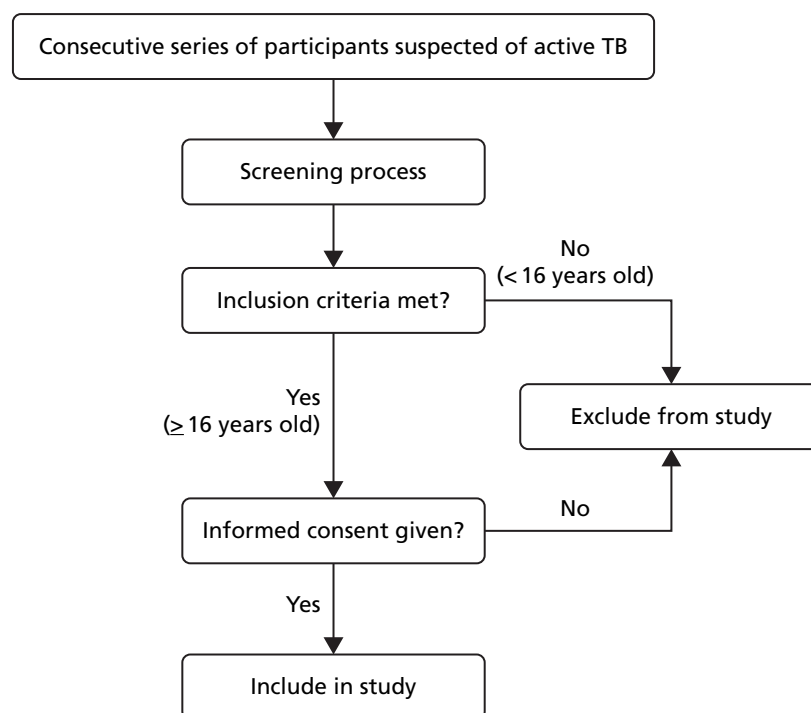 Consecutive series of participants suspected of active TB
Screening process
No
(< 16 years old)
Inclusion criteria met?
Yes
(≥ 16 years old)
Exclude from study
Informed consent given?
No
Yes
Include in study